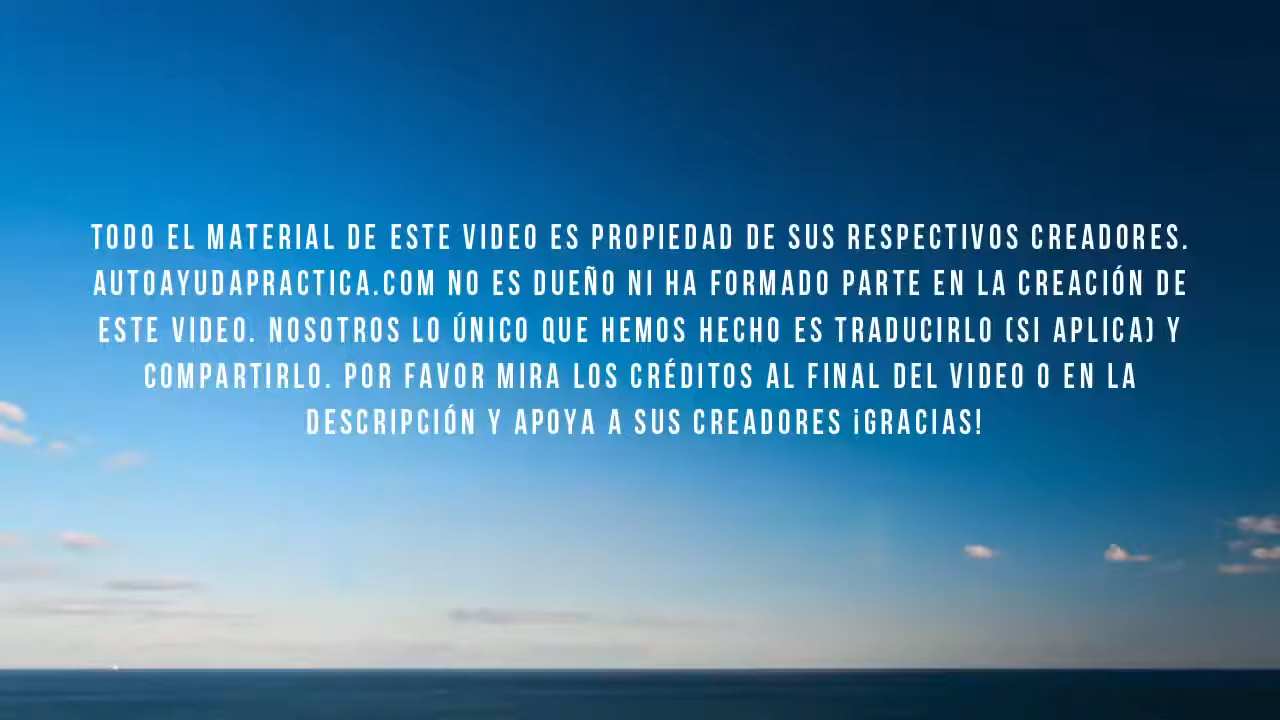 TODO EL MATERIAL DE ESTE VIDEO ES PROPIEDAD DE SUS RESPECTIVOS CREADORES.
AUTOAYUDAPRACTICA.COM NO ES DUEÑO NI HA FORMADO PARTE EN LA CREACIÓN DE
ESTE VIDEO. NOSOTROS LO ÚNICO QUE HEMOS HECHO ES TRADUCIRLO (SI APLICA) Y
COMPARTIRLO. POR FAVOR MIRA LOS CRÉDITOS AL FINAL DEL VIDEO O EN LA
DESCRIPCIÓN Y APOYA A SUS CREADORES ¡GRACIAS!